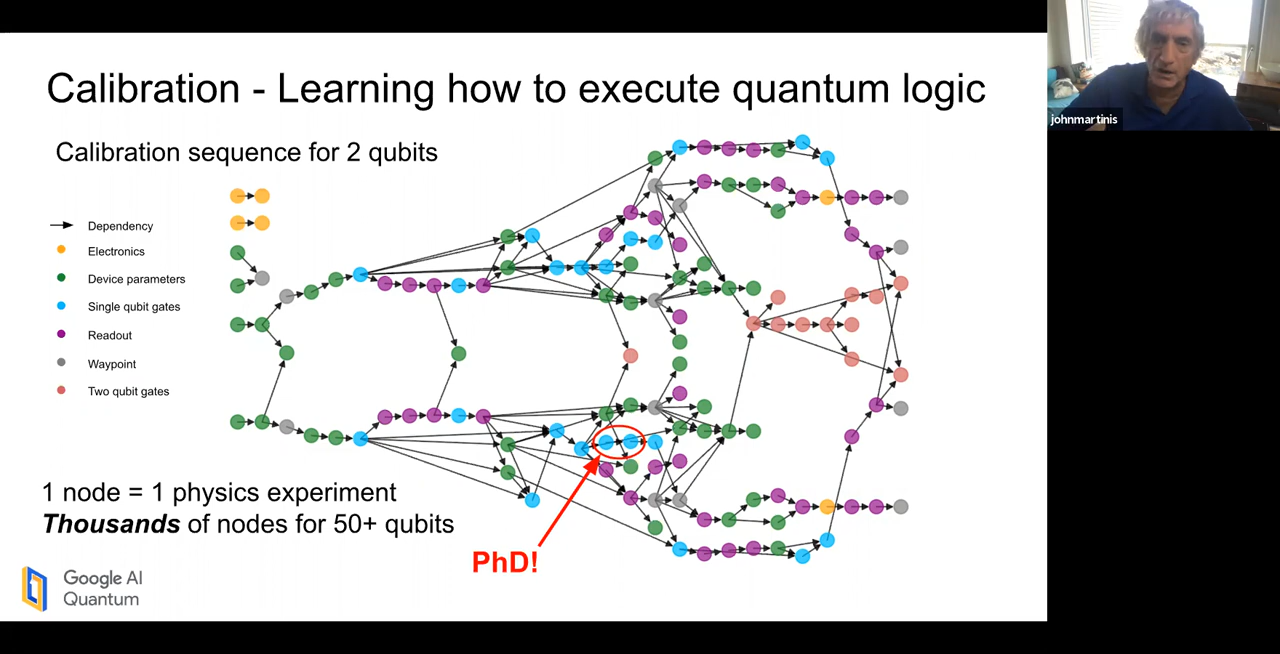 Calibration - Learning how to execute quantum logic
johnmartinis
Calibration sequence for 2 qubits
Dependency
Electronics
Device parameters
Single qubit gates
Readout
Waypoint
Two qubit gates
1 node = 1 physics experiment
Thousands of nodes for 50+ qubits
PhD!
Google AI
Quantum